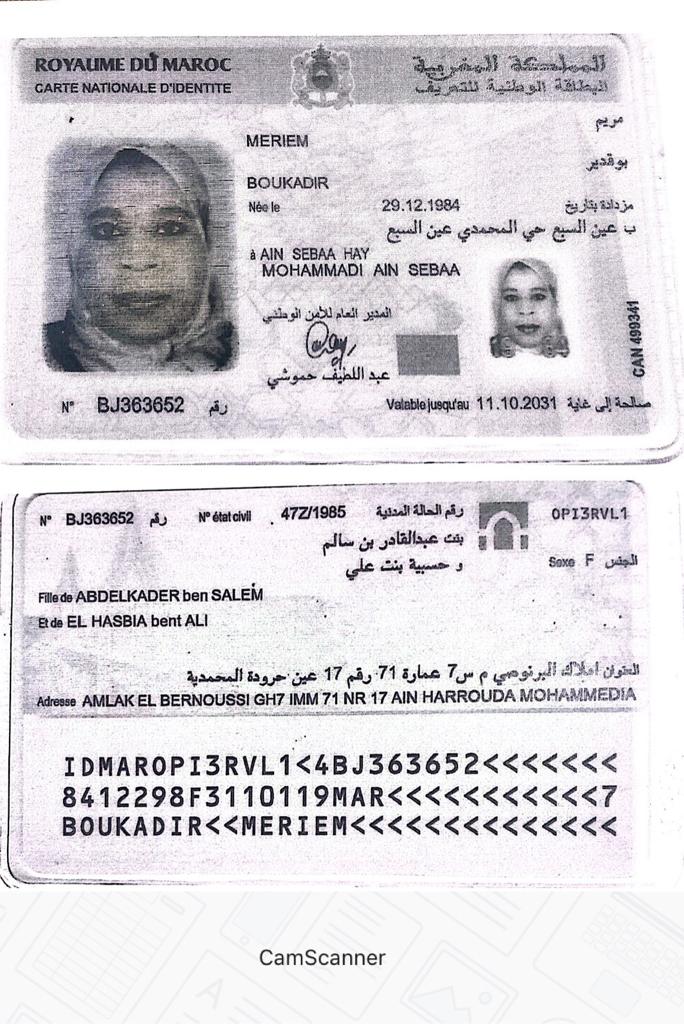 ROYAUME DU MAROC
المملكة المغربية
CARTE NATIONALE D'IDENTITE
البطاقة الوطنية للتعريف
مريم
MERIEM
بوقدير
BOUKADIR
Née le 29.12.1984 مزدادة بتاريخ
ب عين السبع حي المحمدي عين السبع
à AIN SEBAA HAY
MOHAMMADI AIN SEBAA
المدير العام للأمن الوطني
عبد اللطيف حموشي
CAN 499341
N° BJ363652 رقم
Valable jusqu'au 11.10.2031 صالحة إلى غاية
N° BJ363652 رقم N° état civil 47Z/1985 رقم الحالة المدنية
OPI3RVL1
بنت عبدالقادر بن سالم
و حسبية بنت علي
Sexe F الجنس
Fille de ABDELKADER ben SALEM
Et de EL HASBIA bent ALI
العنوان املاك البرنوصي م س7 عمارة 71 رقم 17 عين حرودة المحمدية
Adresse AMLAK EL BERNOUSSI GH7 IMM 71 NR 17 AIN HARROUDA MOHAMMEDIA
IDMAROPI3RVL1<4BJ363652<<<<<<<
8412298F3110119MAR<<<<<<<<<<<7
BOUKADIR<<MERIEM<<<<<<<<<<<<<<
CamScanner